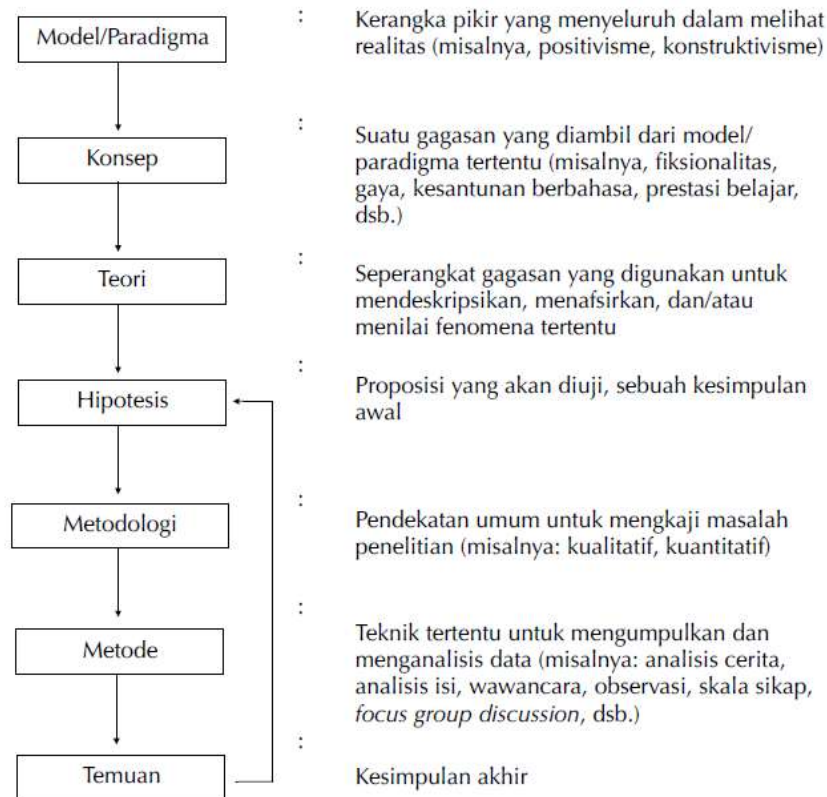 Model/Paradigma
:
Kerangka pikir yang menyeluruh dalam melihat
realitas (misalnya, positivisme, konstruktivisme)
Konsep
:
Suatu gagasan yang diambil dari model/
paradigma tertentu (misalnya, fiksionalitas,
gaya, kesantunan berbahasa, prestasi belajar,
dsb.)
Teori
:
Seperangkat gagasan yang digunakan untuk
mendeskripsikan, menafsirkan, dan/atau
menilai fenomena tertentu
Hipotesis
:
Proposisi yang akan diuji, sebuah kesimpulan
awal
Metodologi
:
Pendekatan umum untuk mengkaji masalah
penelitian (misalnya: kualitatif, kuantitatif)
Metode
:
Teknik tertentu untuk mengumpulkan dan
menganalisis data (misalnya: analisis cerita,
analisis isi, wawancara, observasi, skala sikap,
focus group discussion, dsb.)
Temuan
:
Kesimpulan akhir